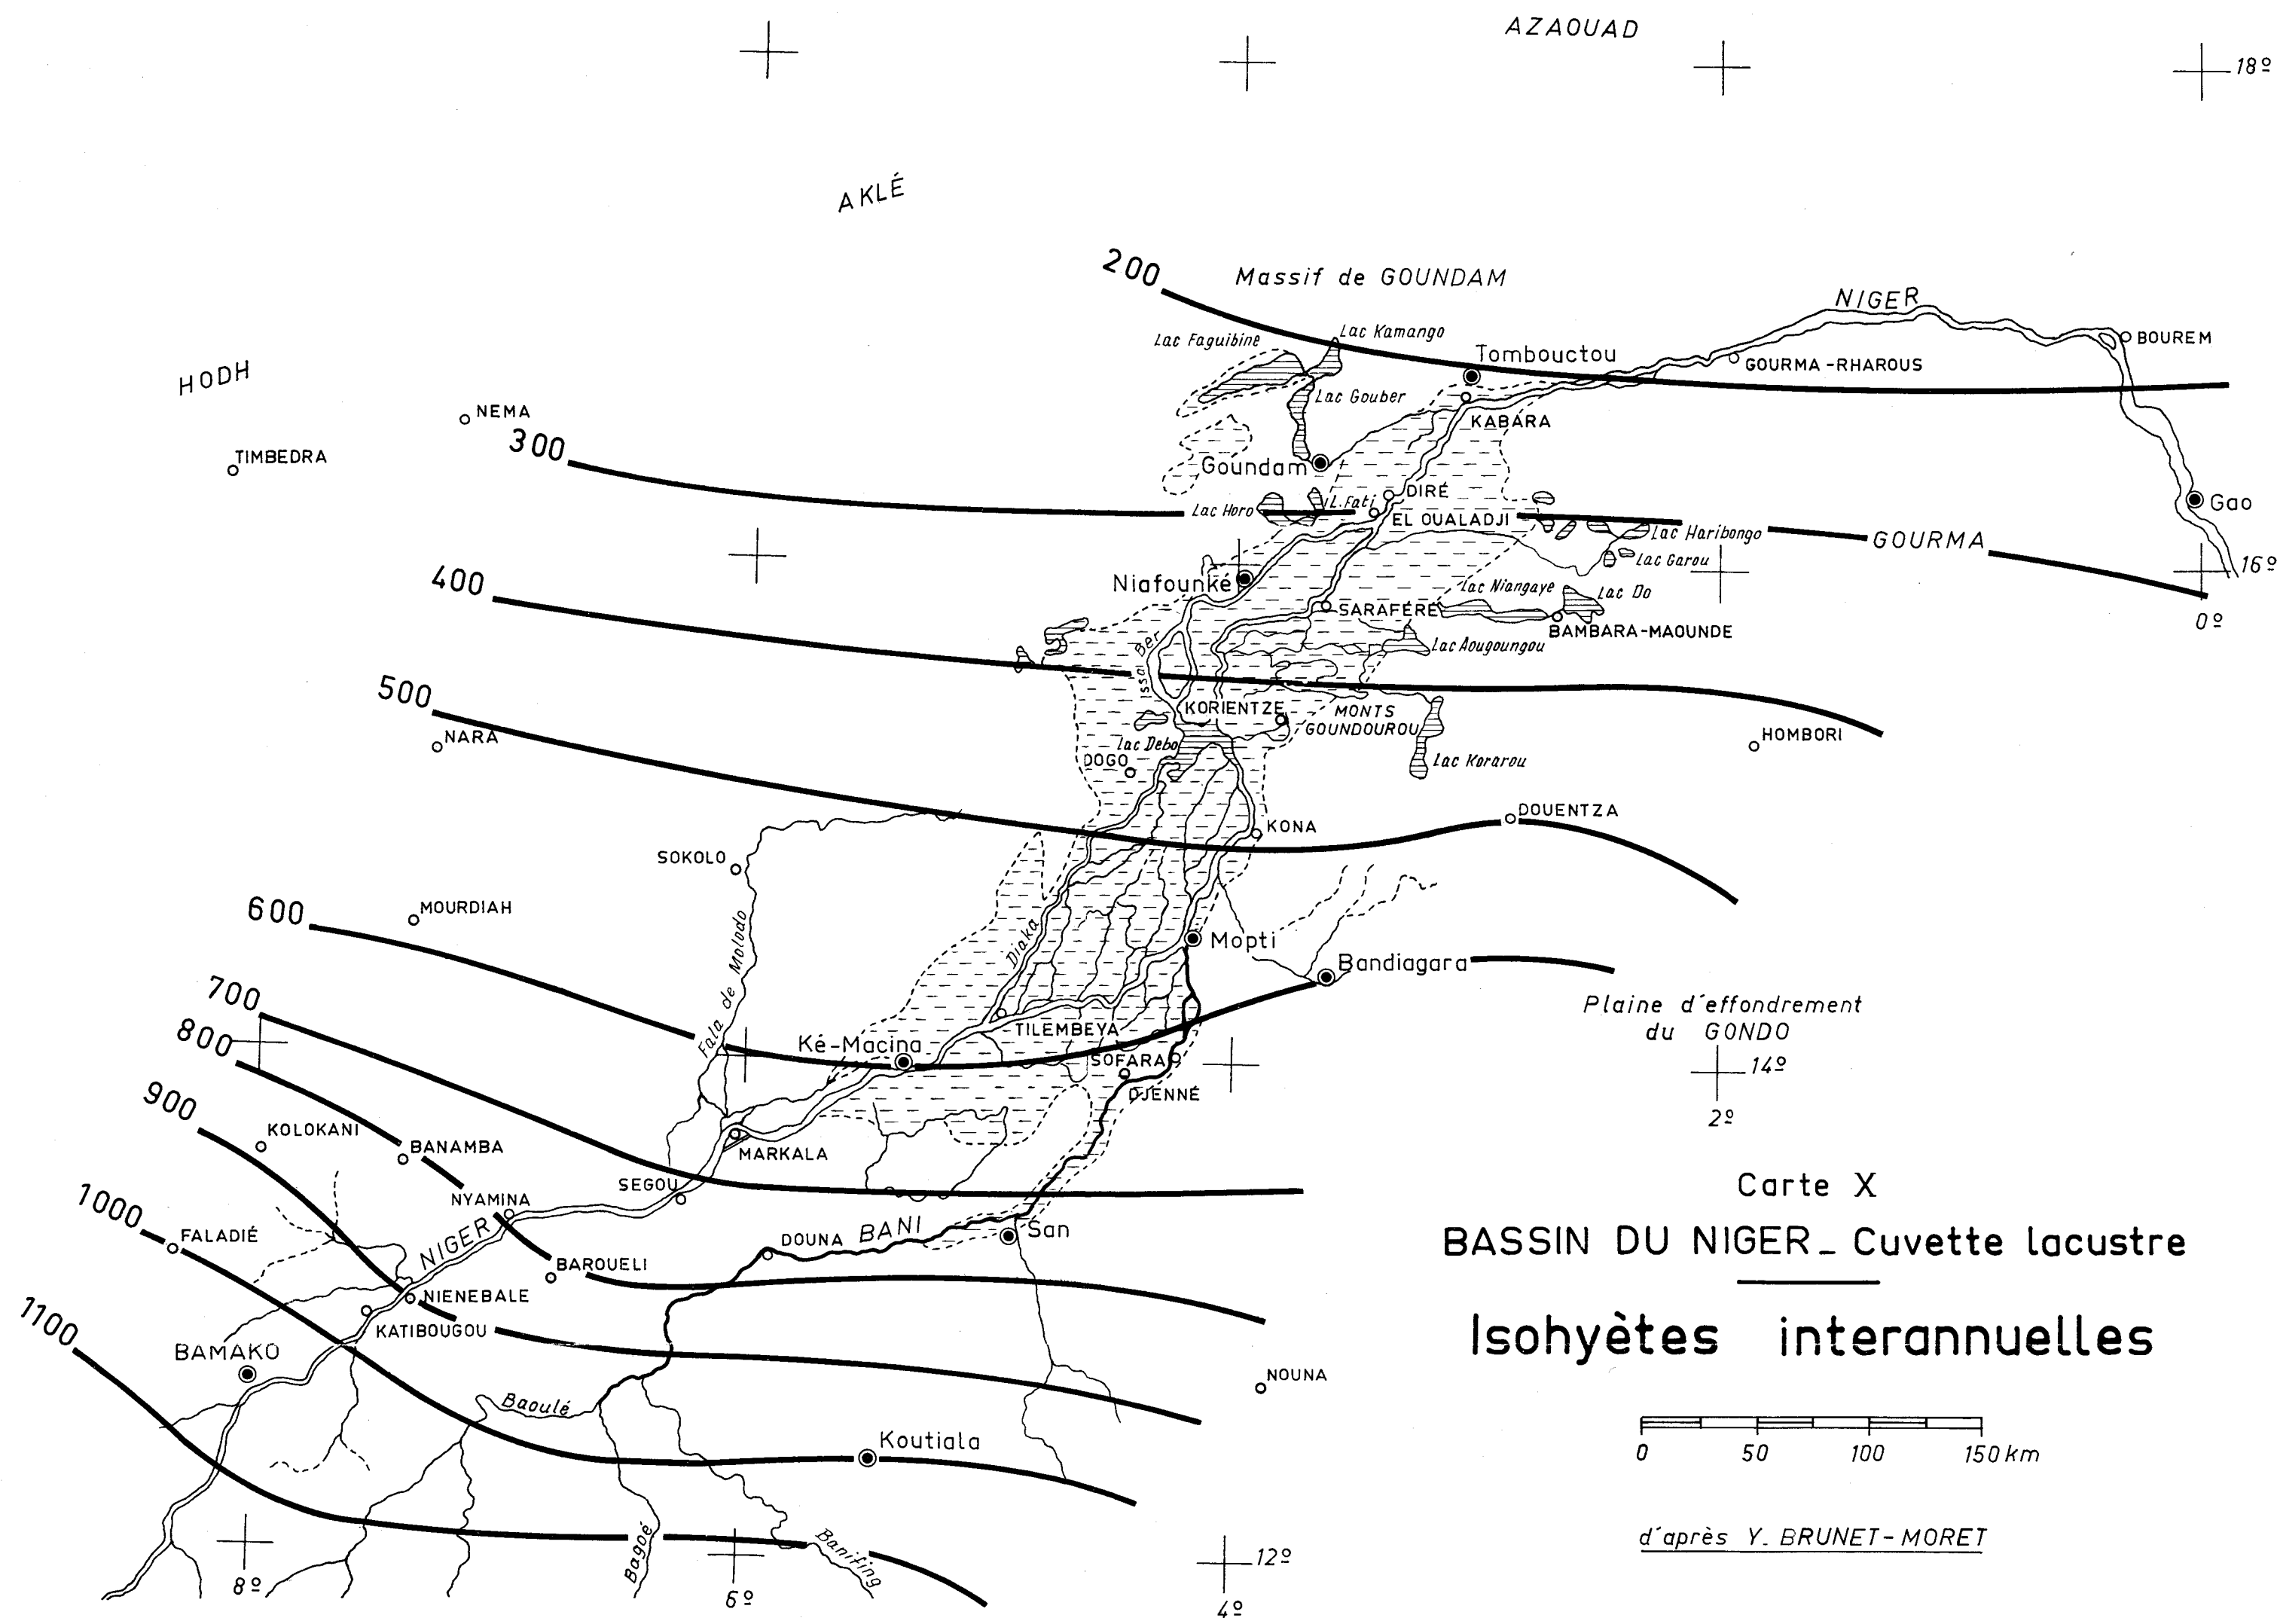 AZAOUAD
18º
AKLÉ
200
Massif de GOUNDAM
NIGER
Lac Kamango
Lac Faguibine
BOUREM
Tombouctou
GOURMA-RHAROUS
HODH
Lac Gouber
NEMA
KABARA
300
TIMBEDRA
Goundam
DIRÉ
Gao
Lac Horo
L. Fati
EL OUALADJI
Lac Haribongo
GOURMA
Lac Garou
16º
400
Niafounké
Lac Niangaye
Lac Do
SARAFÉRÉ
0º
BAMBARA-MAOUNDE
Issa Ber
Lac Aougoungou
500
KORIENTZE
MONTS
GOUNDOUROU
NARA
HOMBORI
Lac Debo
DOGO
Lac Korarou
DOUENTZA
KONA
SOKOLO
600
MOURDIAH
Fala de Molodo
Diaka
Mopti
Bandiagara
700
Plaine d'effondrement
du GONDO
800
TILEMBEYA
Ké-Macina
SOFARA
14º
DJENNÉ
2º
900
KOLOKANI
BANAMBA
MARKALA
Carte X
SEGOU
NYAMINA
1000
FALADIÉ
NIGER
DOUNA
BANI
San
BASSIN DU NIGER_ Cuvette lacustre
BAROUELI
NIENEBALE
1100
KATIBOUGOU
Isohyètes interannuelles
BAMAKO
NOUNA
Baoulé
Koutiala
0 50 100 150 km
Bagoé
Banifing
d'après Y. BRUNET-MORET
12º
8º
6º
4º